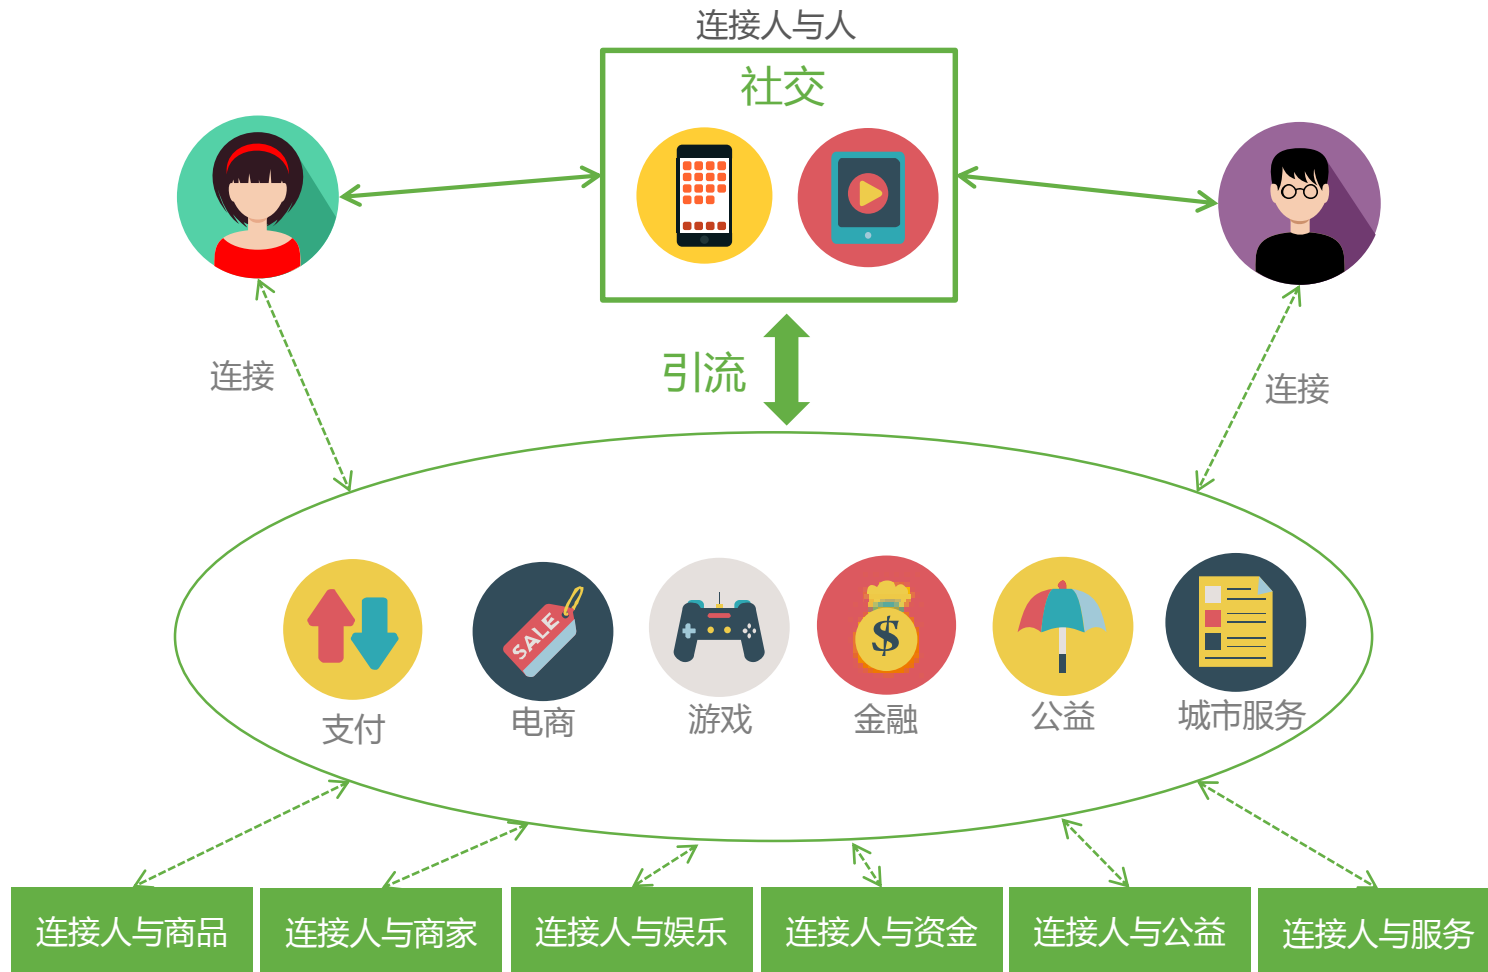 连接人与人
社交
引流
连接
连接
SALE
$
支付
电商
游戏
金融
公益
城市服务
连接人与商品
连接人与商家
连接人与娱乐
连接人与资金
连接人与公益
连接人与服务